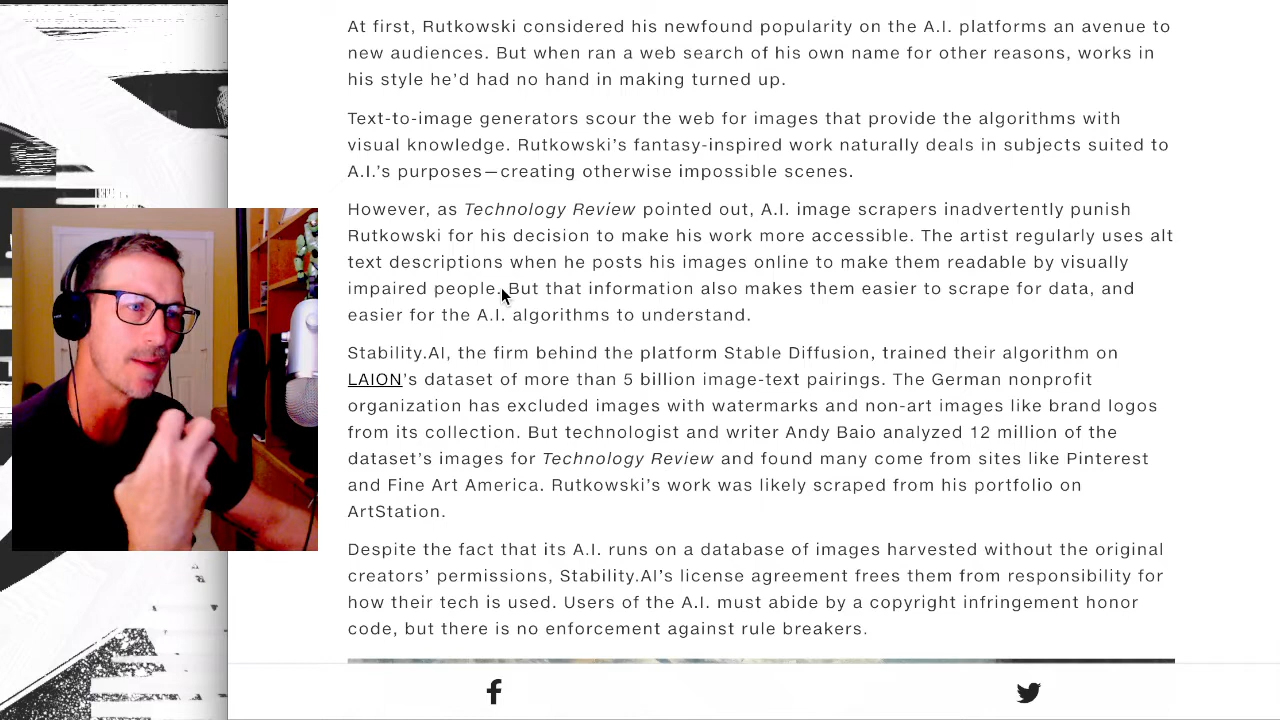 At first, Rutkowski was intrigued by the trend, seeing A.I. art platforms an avenue to
new audiences. But when ran a web search his own name for other reasons, works in
his style he’d had no hand in making turned up.
Text-to-image generators scour the web for images that provide the algorithms with
visual knowledge. Rutkowski’s fantasy-minded work naturally deals in subjects suited to
A.I.’s purposes—creating otherwise impossible scenes.
However, as Technology Review pointed out, A.I. image scrapers inadvertently punish
Rutkowski for his decision to make his work more accessible. The artist regularly uses alt
text descriptions when he posts his images online to make them readable by visually
impaired people. But that information also makes them easier to scrape for data, and
easier for the A.I. algorithms to understand.
Stability.AI, the firm behind the platform Stable Diffusion, trained their algorithm on
LAION’s dataset of more than 5 billion image-text pairings. The German nonprofit
organization has excluded images with watermarks and non-art images like brand logos
from its collection. But technologist and writer Andy Baio analyzed 12 million of the
dataset’s images for Technology Review and found many come from sites like Pinterest
and Fine Art America. Rutkowski’s work was likely scraped from his portfolio on
ArtStation.
Despite the fact that its A.I. runs on a database of images harvested without the original
creators’ permissions, Stability.AI’s license agreement frees them from responsibility for
how their tech is used. Users of the A.I. must abide by a copyright infringement honor
code, but there is no enforcement against rule breakers.